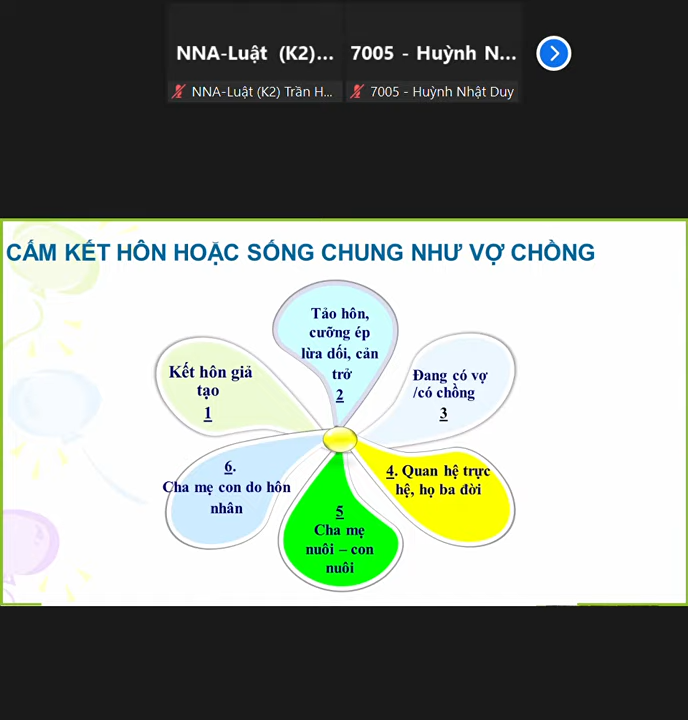 NNA-Luật (K2)...
7005 - Huỳnh N...
NNA-Luật (K2) Trần H...
7005 - Huỳnh Nhật Duy
CẤM KẾT HÔN HOẶC SỐNG CHUNG NHƯ VỢ CHỒNG
Kết hôn giả
tạo
1
Tảo hôn,
cưỡng ép
lừa dối, cản
trở
2
Đang có vợ
/có chồng
3
4. Quan hệ trực
hệ, họ ba đời
5
Cha mẹ
nuôi – con
nuôi
6.
Cha mẹ con do hôn
nhân